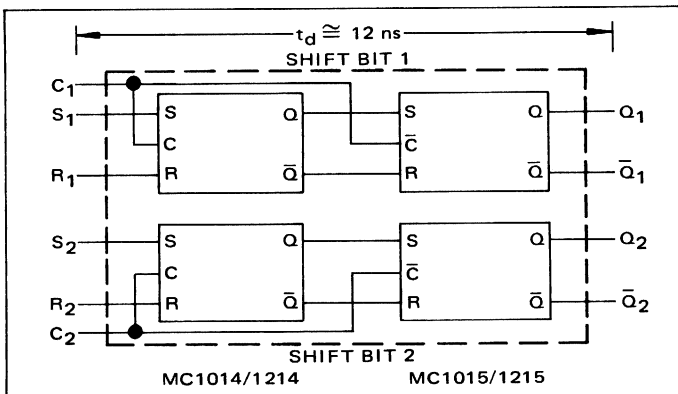 t_d ≅ 12 ns
SHIFT BIT 1
C₁
S₁ S Q S Q Q₁
C C̄
R₁ R Q̄ R Q̄ Q̄₁
S₂ S Q S Q Q₂
C C̄
R₂ R Q̄ R Q̄ Q̄₂
C₂
SHIFT BIT 2
MC1014/1214 MC1015/1215